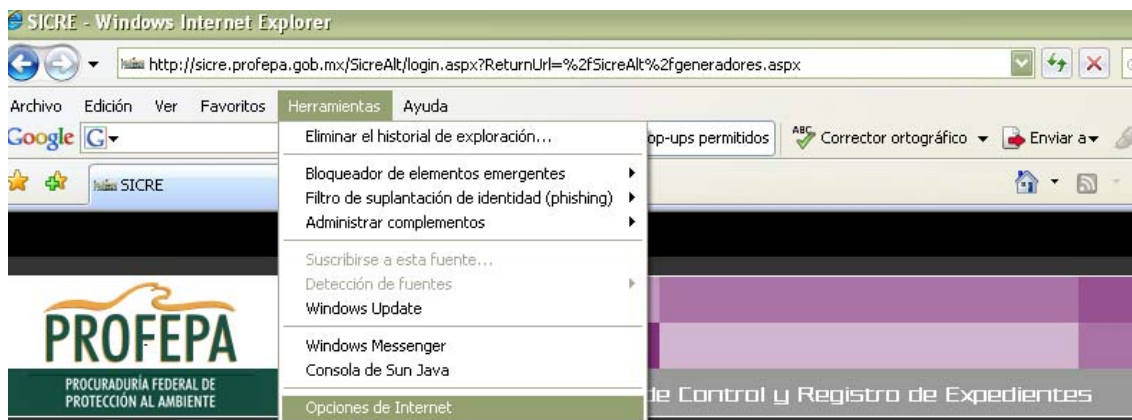 SICRE - Windows Internet Explorer
http://sicre.profepa.gob.mx/SicreAlt/login.aspx?ReturnUrl=%2fSicreAlt%2fgeneradores.aspx
Archivo Edición Ver Favoritos Herramientas Ayuda
Google G op-ups permitidos ABC Corrector ortográfico Enviar a
SICRE
Eliminar el historial de exploración...
Bloqueador de elementos emergentes
Filtro de suplantación de identidad (phishing)
Administrar complementos
Suscribirse a esta fuente...
Detección de fuentes
Windows Update
Windows Messenger
Consola de Sun Java
Opciones de Internet
PROFEPA
PROCURADURÍA FEDERAL DE
PROTECCIÓN AL AMBIENTE
de Control y Registro de Expedientes